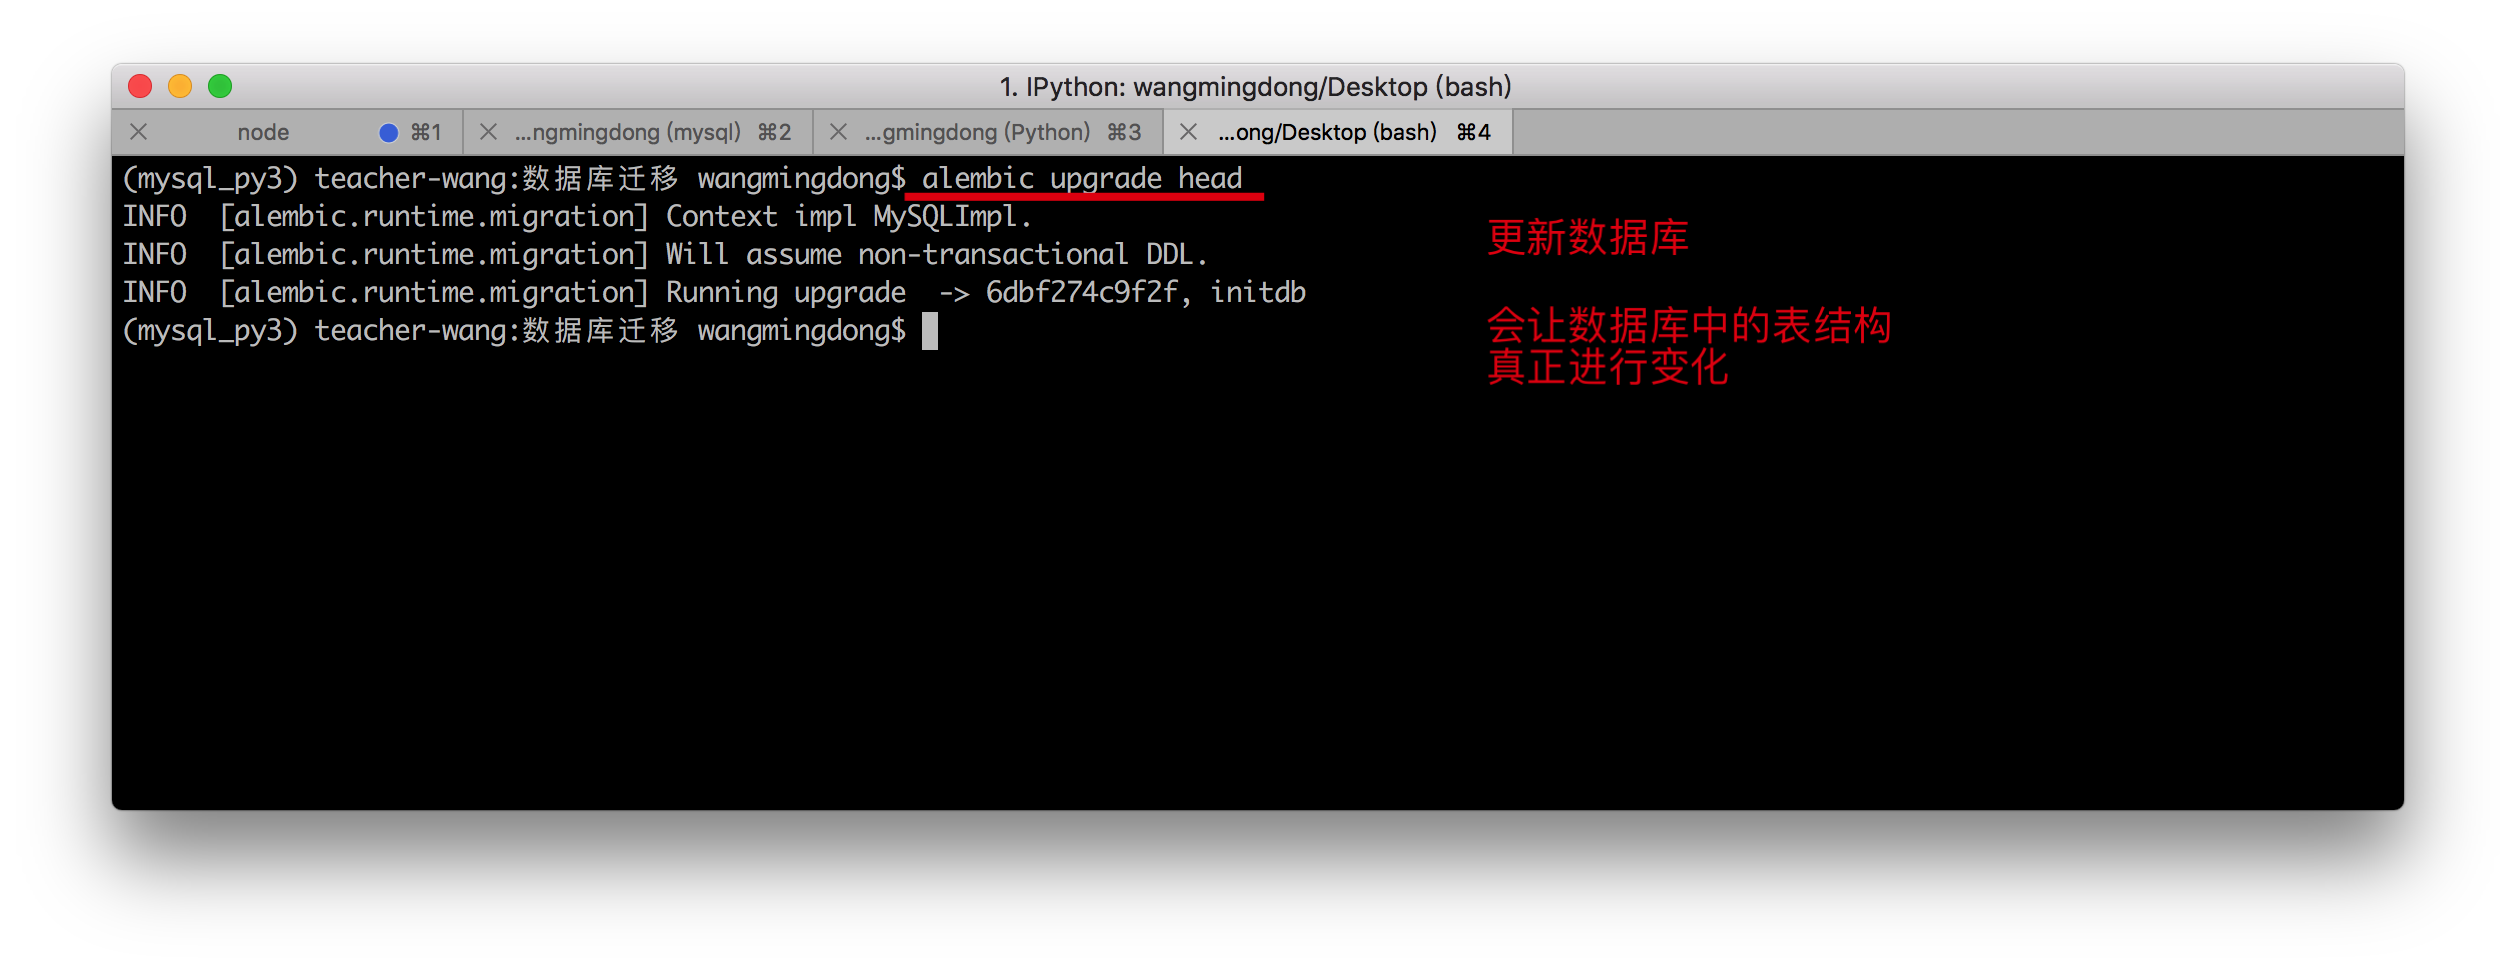 1. IPython: wangmingdong/Desktop (bash)
node ⌘1 ...ngmingdong (mysql) ⌘2 ...gmingdong (Python) ⌘3 ...ong/Desktop (bash) ⌘4
(mysql_py3) teacher-wang:数据库迁移 wangmingdong$ alembic upgrade head
INFO  [alembic.runtime.migration] Context impl MySQLImpl.
INFO  [alembic.runtime.migration] Will assume non-transactional DDL.
INFO  [alembic.runtime.migration] Running upgrade  -> 6dbf274c9f2f, initdb
(mysql_py3) teacher-wang:数据库迁移 wangmingdong$
更新数据库
会让数据库中的表结构
真正进行变化